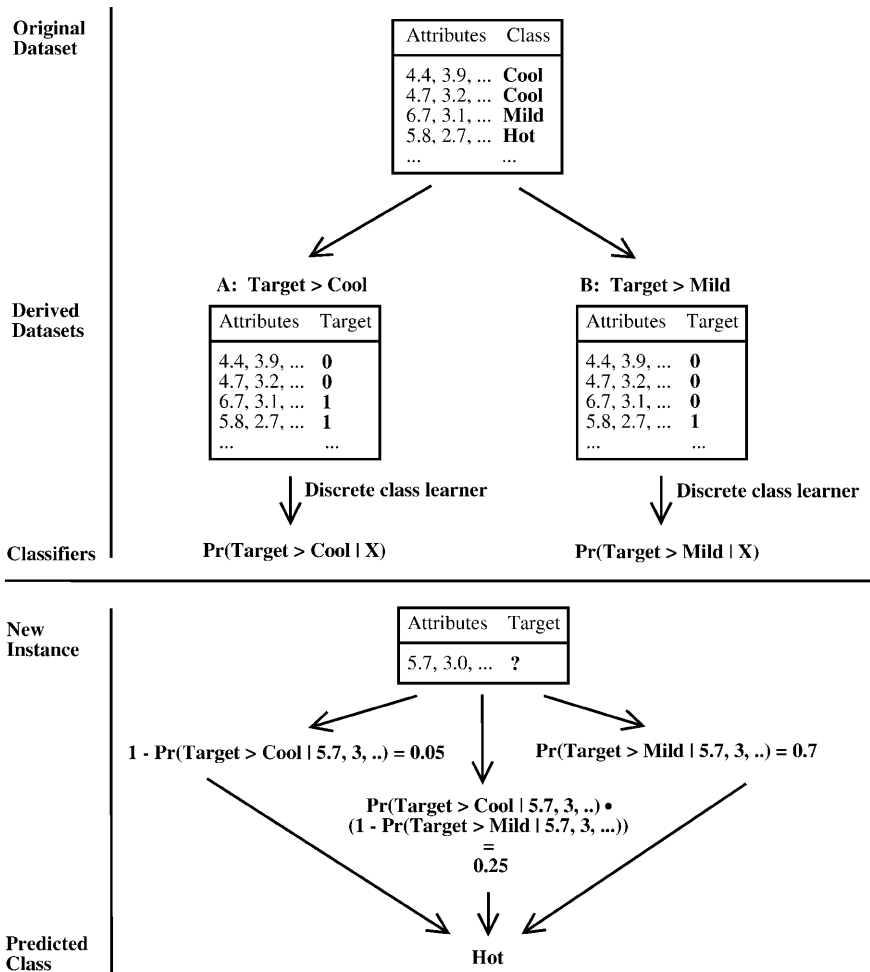 Original
Dataset
Attributes Class
4.4, 3.9, ... Cool
4.7, 3.2, ... Cool
6.7, 3.1, ... Mild
5.8, 2.7, ... Hot
... ...
A: Target > Cool
B: Target > Mild
Derived
Datasets
Attributes Target
4.4, 3.9, ... 0
4.7, 3.2, ... 0
6.7, 3.1, ... 1
5.8, 2.7, ... 1
... ...
Attributes Target
4.4, 3.9, ... 0
4.7, 3.2, ... 0
6.7, 3.1, ... 0
5.8, 2.7, ... 1
... ...
Discrete class learner
Discrete class learner
Classifiers
Pr(Target > Cool | X)
Pr(Target > Mild | X)
New
Instance
Attributes Target
5.7, 3.0, ... ?
1 - Pr(Target > Cool | 5.7, 3, ..) = 0.05
Pr(Target > Mild | 5.7, 3, ..) = 0.7
Pr(Target > Cool | 5.7, 3, ..) •
(1 - Pr(Target > Mild | 5.7, 3, ...))
=
0.25
Predicted
Class
Hot